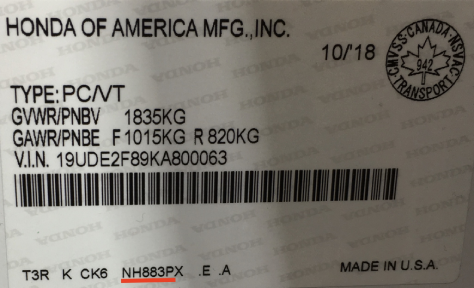 HONDA OF AMERICA MFG.,INC.
10/18
CMVSS-CANADA-NSVAC
942
TRANSPORT
TYPE: PC/VT
GVWR/PNBV 1835KG
GAWR/PNBE F 1015KG R 820KG
V.I.N. 19UDE2F89KA800063
T3R K CK6 NH883PX .E .A
MADE IN U.S.A.